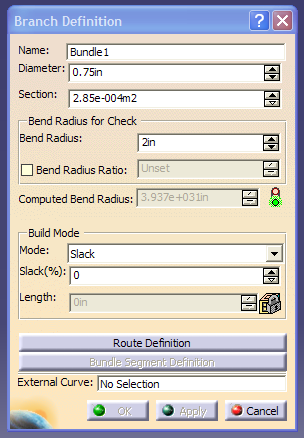 Branch Definition
Name: Bundle1
Diameter: 0.75in
Section: 2.85e-004m2
Bend Radius for Check
Bend Radius: 2in
Bend Radius Ratio: Unset
Computed Bend Radius: 3.937e+031in
Build Mode
Mode: Slack
Slack(%): 0
Length: 0in
Route Definition
Bundle Segment Definition
External Curve: No Selection
OK Apply Cancel